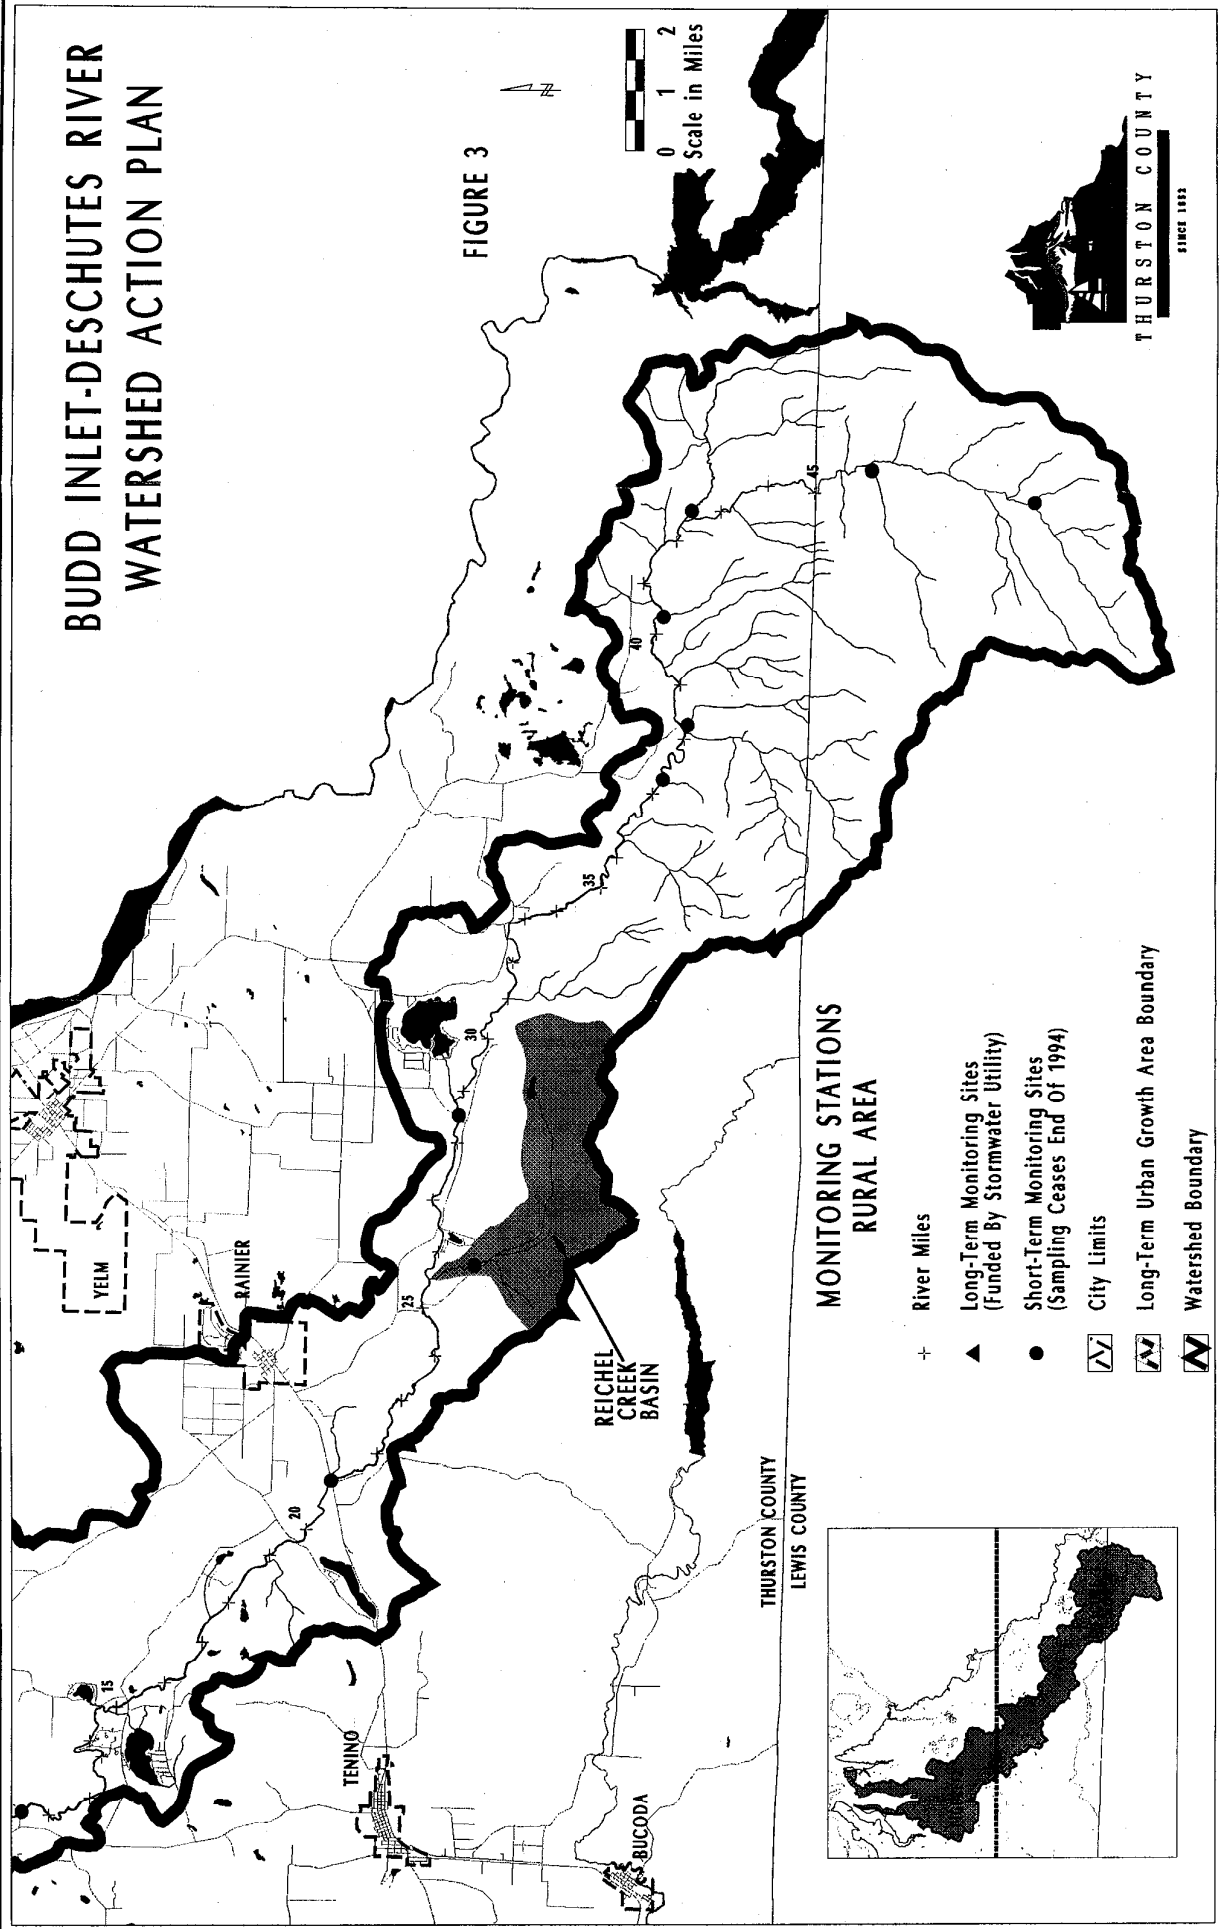 BUDD INLET-DESCHUTES RIVER
WATERSHED ACTION PLAN
FIGURE 3
N
0 1 2
Scale in Miles
YELM
RAINIER
TENINO
BUCODA
15
20
25
30
35
40
45
REICHEL
CREEK
BASIN
THURSTON COUNTY
LEWIS COUNTY
MONITORING STATIONS
RURAL AREA
River Miles
Long-Term Monitoring Sites
(Funded By Stormwater Utility)
Short-Term Monitoring Sites
(Sampling Ceases End Of 1994)
City Limits
Long-Term Urban Growth Area Boundary
Watershed Boundary
THURSTON COUNTY
SINCE 1852